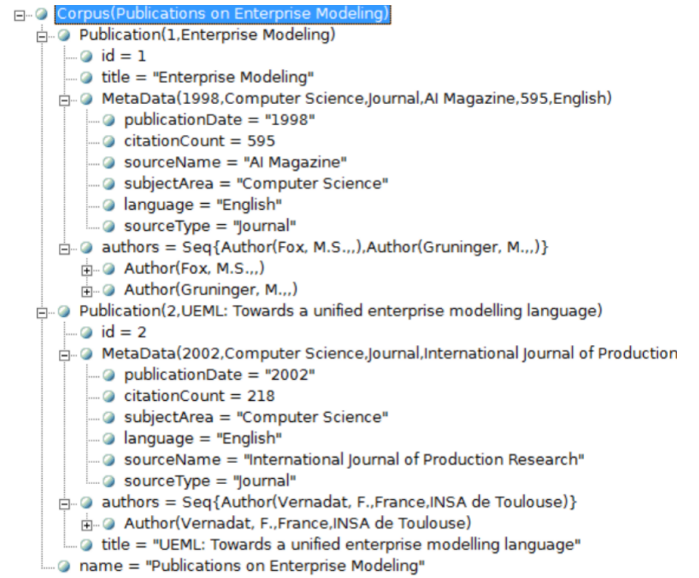 Corpus(Publications on Enterprise Modeling)
Publication(1,Enterprise Modeling)
id = 1
title = "Enterprise Modeling"
MetaData(1998,Computer Science,Journal,AI Magazine,595,English)
publicationDate = "1998"
citationCount = 595
sourceName = "AI Magazine"
subjectArea = "Computer Science"
language = "English"
sourceType = "Journal"
authors = Seq{Author(Fox, M.S.,,),Author(Gruninger, M.,,)}
Author(Fox, M.S.,,)
Author(Gruninger, M.,,)
Publication(2,UEML: Towards a unified enterprise modelling language)
id = 2
MetaData(2002,Computer Science,Journal,International Journal of Production
publicationDate = "2002"
citationCount = 218
subjectArea = "Computer Science"
language = "English"
sourceName = "International Journal of Production Research"
sourceType = "Journal"
authors = Seq{Author(Vernadat, F.,France,INSA de Toulouse)}
Author(Vernadat, F.,France,INSA de Toulouse)
title = "UEML: Towards a unified enterprise modelling language"
name = "Publications on Enterprise Modeling"